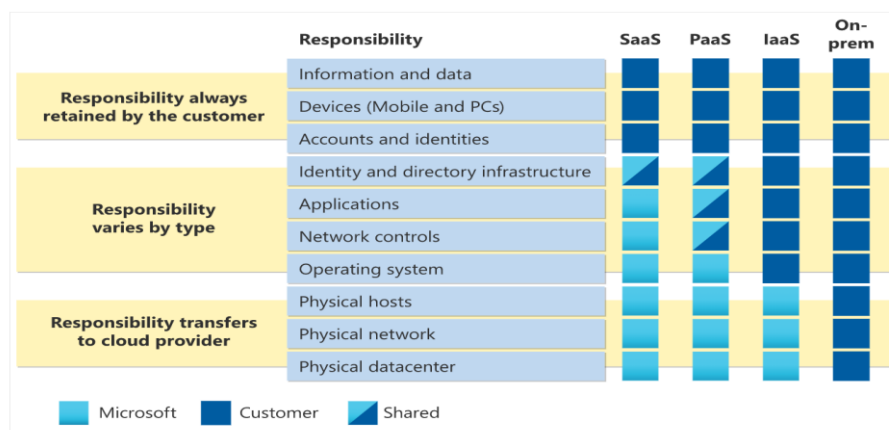 Responsibility SaaS PaaS IaaS On-
prem
Responsibility always
retained by the customer
Information and data
Devices (Mobile and PCs)
Accounts and identities
Responsibility
varies by type
Identity and directory infrastructure
Applications
Network controls
Operating system
Responsibility transfers
to cloud provider
Physical hosts
Physical network
Physical datacenter
Microsoft Customer Shared